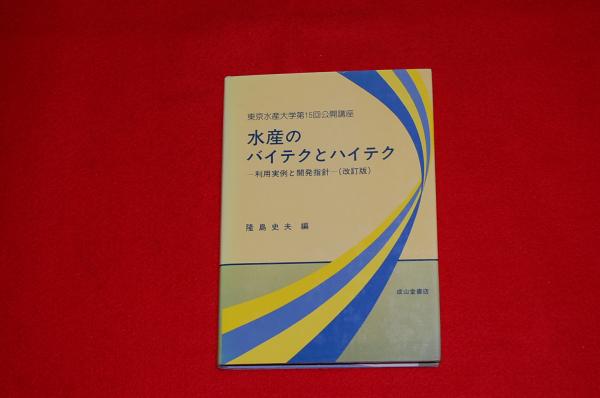 東京水産大学第15回公開講座
水産の
バイテクとハイテク
―利用実例と開発指針―(改訂版)
隆島史夫 編
成山堂書店